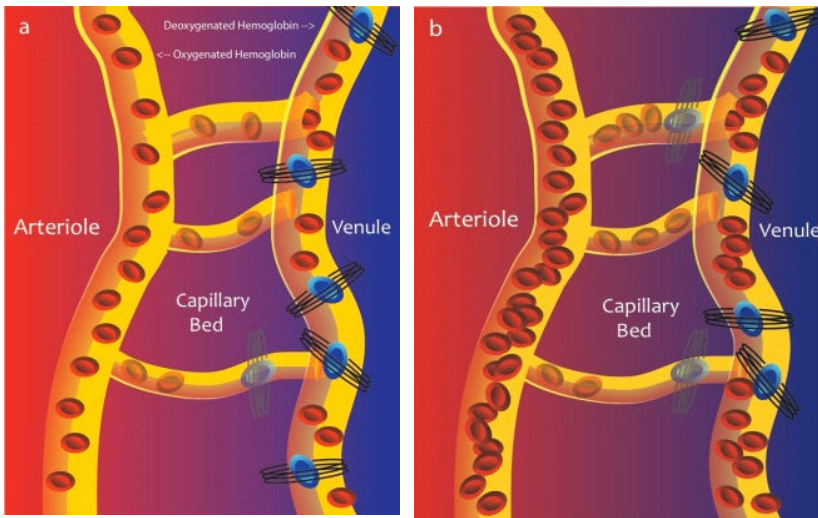 a
Deoxygenated Hemoglobin -->
<-- Oxygenated Hemoglobin
Arteriole
Venule
Capillary
Bed
b
Arteriole
Venule
Capillary
Bed